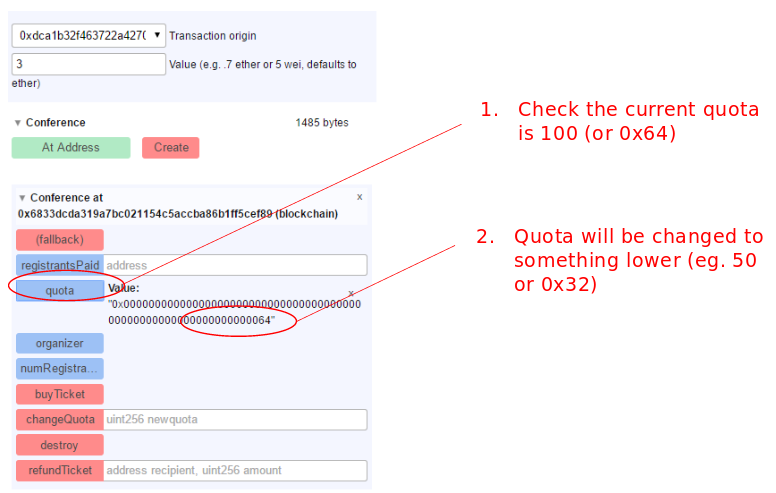 0xdca1b32f463722a427( ▼ Transaction origin
3 Value (e.g. .7 ether or 5 wei, defaults to
ether)
▼ Conference 1485 bytes
At Address Create
▼ Conference at x
0x6833dcda319a7bc021154c5accba86b1ff5cef89 (blockchain)
(fallback)
registrantsPaid address
quota Value: x
"0x00000000000000000000000000000000000000
00000000000000000000000064"
organizer
numRegistra...
buyTicket
changeQuota uint256 newquota
destroy
refundTicket address recipient, uint256 amount
1. Check the current quota
is 100 (or 0x64)
2. Quota will be changed to
something lower (eg. 50
or 0x32)